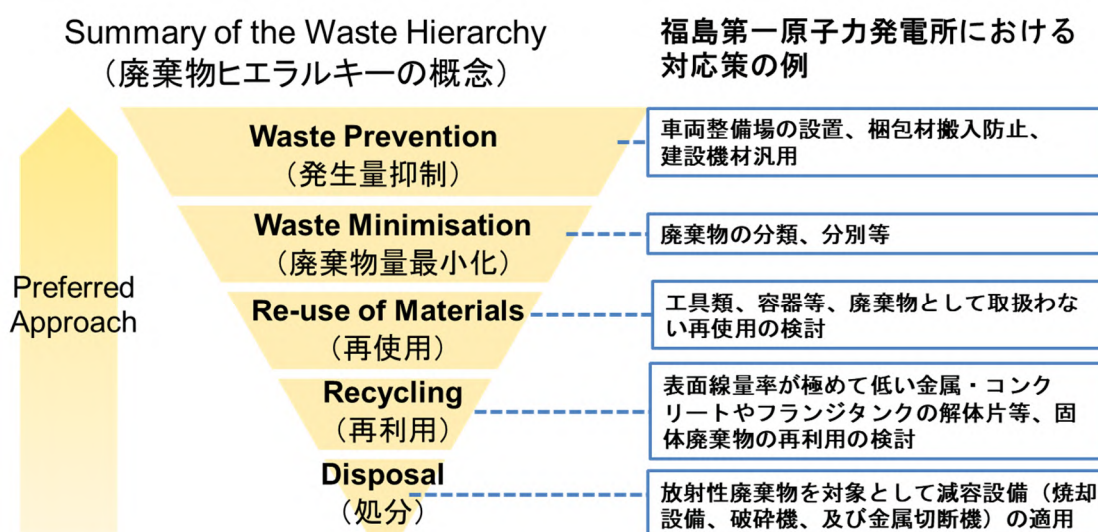 Summary of the Waste Hierarchy
（廃棄物ヒエラルキーの概念）
福島第一原子力発電所における
対応策の例
Preferred
Approach
Waste Prevention
（発生量抑制）
車両整備場の設置、梱包材搬入防止、
建設機材汎用
Waste Minimisation
（廃棄物量最小化）
廃棄物の分類、分別等
Re-use of Materials
（再使用）
工具類、容器等、廃棄物として取扱わな
い再使用の検討
Recycling
（再利用）
表面線量率が極めて低い金属・コンク
リートやフランジタンクの解体片等、固
体廃棄物の再利用の検討
Disposal
（処分）
放射性廃棄物を対象として減容設備（焼却
設備、破砕機、及び金属切断機）の適用